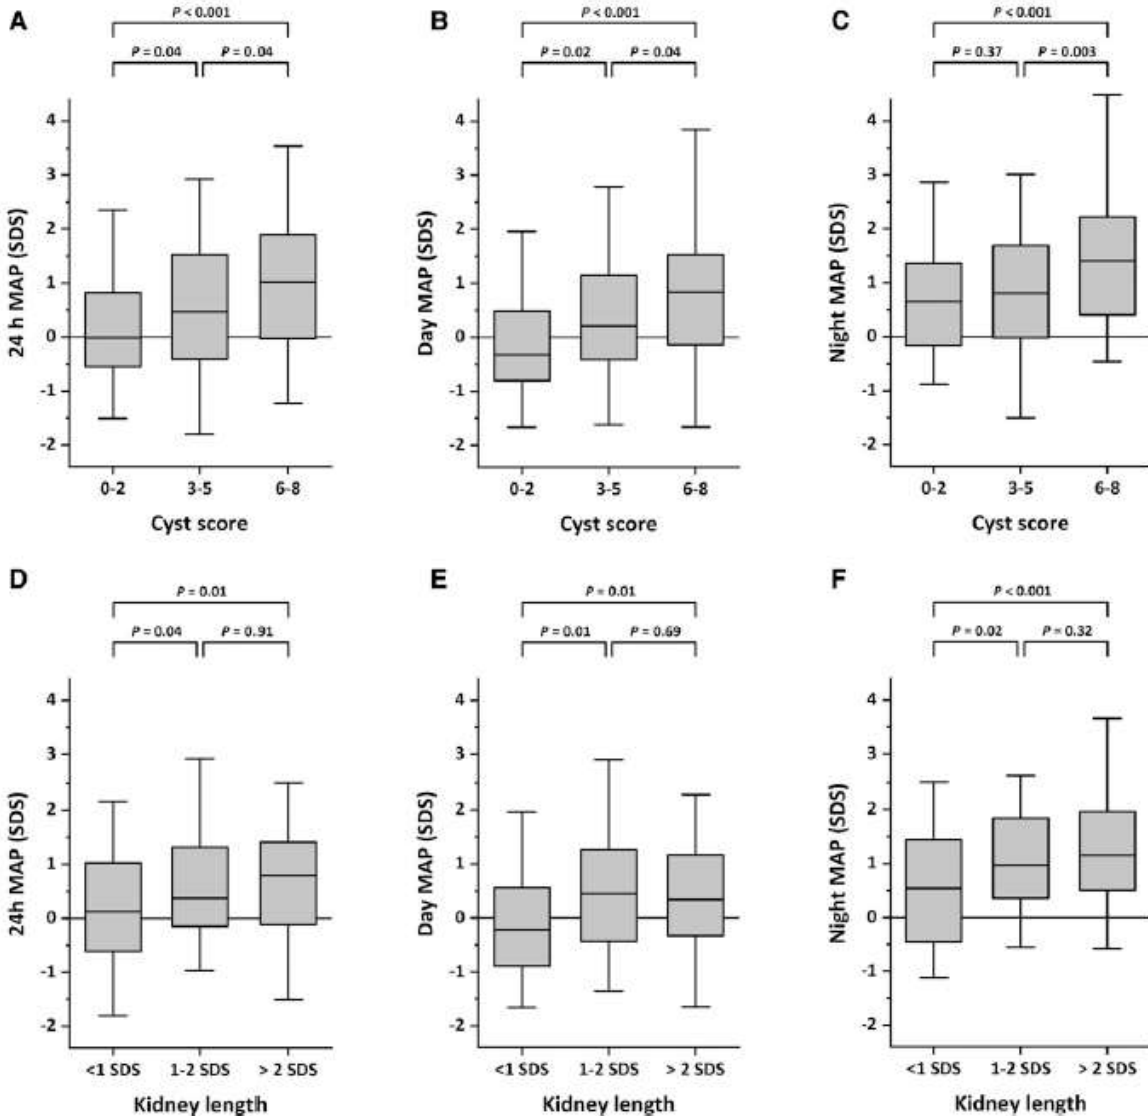 A
P < 0.001
P = 0.04
P = 0.04
24 h MAP (SDS)
4
3
2
1
0
-1
-2
0-2
3-5
6-8
Cyst score
B
P < 0.001
P = 0.02
P = 0.04
Day MAP (SDS)
4
3
2
1
0
-1
-2
0-2
3-5
6-8
Cyst score
C
P < 0.001
P = 0.37
P = 0.003
Night MAP (SDS)
4
3
2
1
0
-1
-2
0-2
3-5
6-8
Cyst score
D
P = 0.01
P = 0.04
P = 0.91
24h MAP (SDS)
4
3
2
1
0
-1
-2
<1 SDS
1-2 SDS
> 2 SDS
Kidney length
E
P = 0.01
P = 0.01
P = 0.69
Day MAP (SDS)
4
3
2
1
0
-1
-2
<1 SDS
1-2 SDS
> 2 SDS
Kidney length
F
P < 0.001
P = 0.02
P = 0.32
Night MAP (SDS)
4
3
2
1
0
-1
-2
<1 SDS
1-2 SDS
> 2 SDS
Kidney length